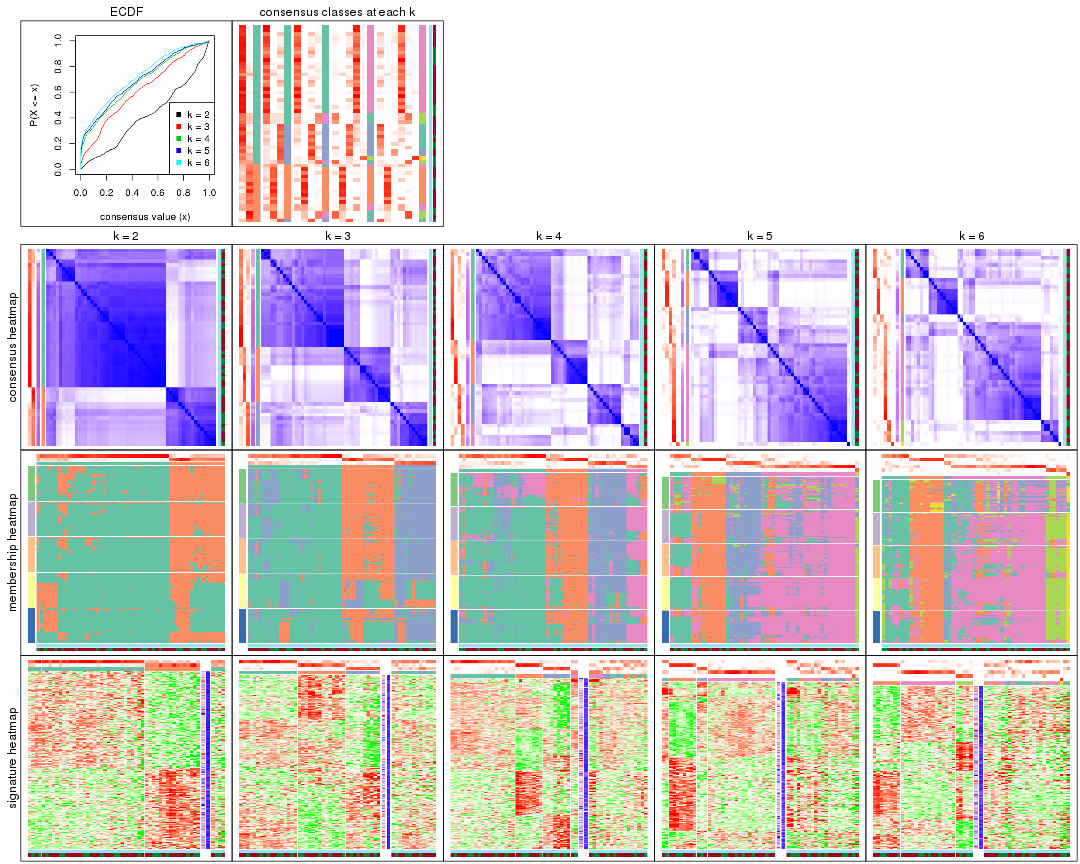 ECDF
consensus classes at each k
P(X <= x)
0.0 0.2 0.4 0.6 0.8 1.0
k = 2
k = 3
k = 4
k = 5
k = 6
0.0 0.2 0.4 0.6 0.8 1.0
consensus value (x)
k = 2
k = 3
k = 4
k = 5
k = 6
consensus heatmap
membership heatmap
signature heatmap